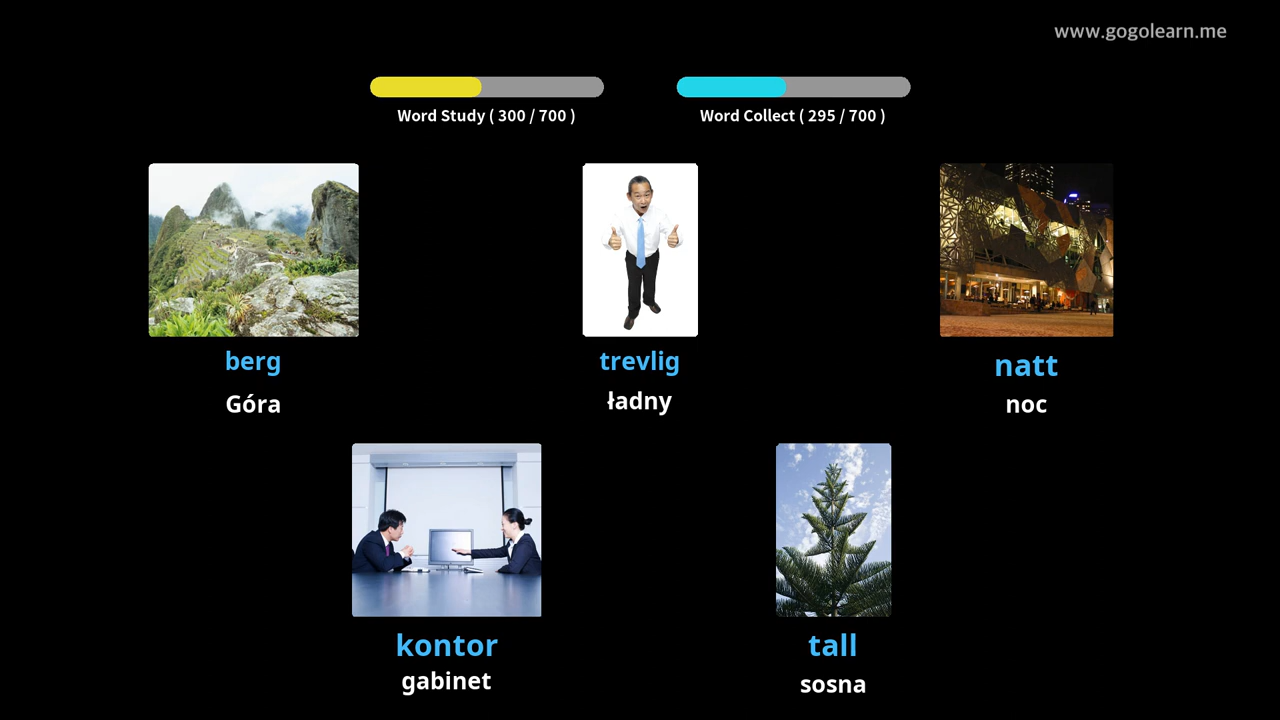 www.gogolearn.me
Word Study ( 300 / 700 )
Word Collect ( 295 / 700 )
berg
Góra
trevlig
ładny
natt
noc
kontor
gabinet
tall
sosna